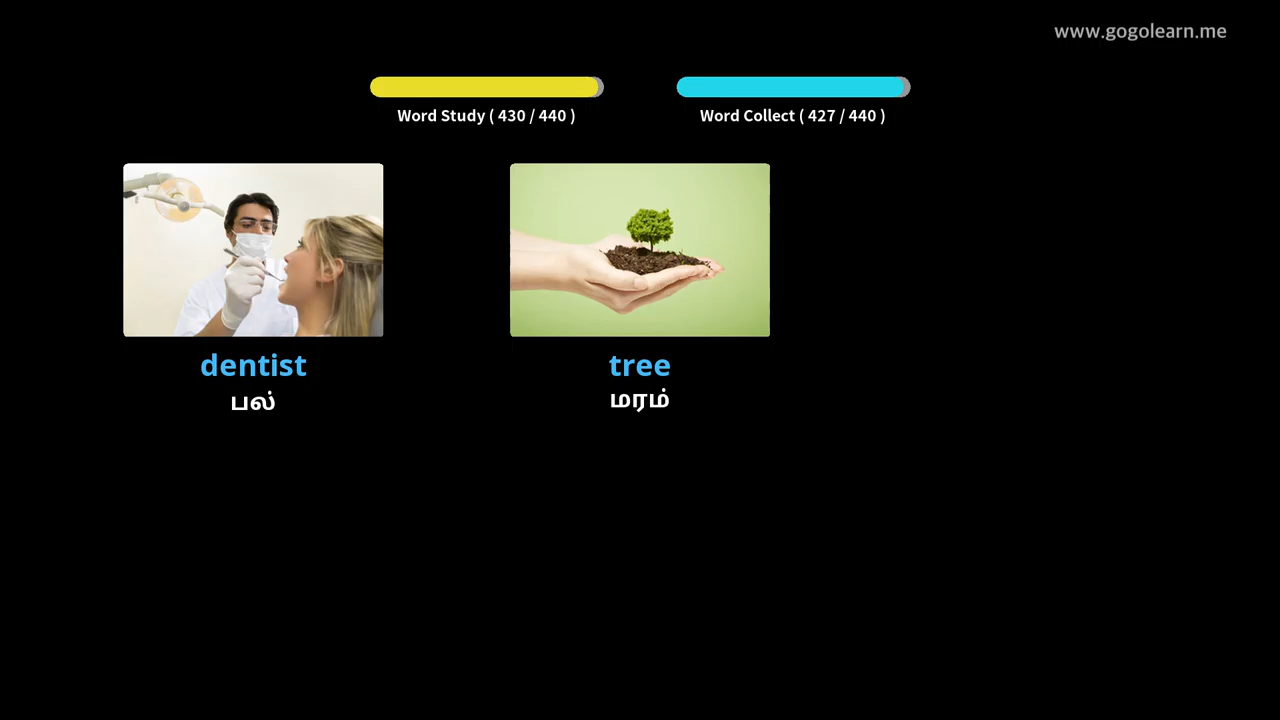 www.gogolearn.me
Word Study ( 430 / 440 )
Word Collect ( 427 / 440 )
dentist
பல்
tree
மரம்